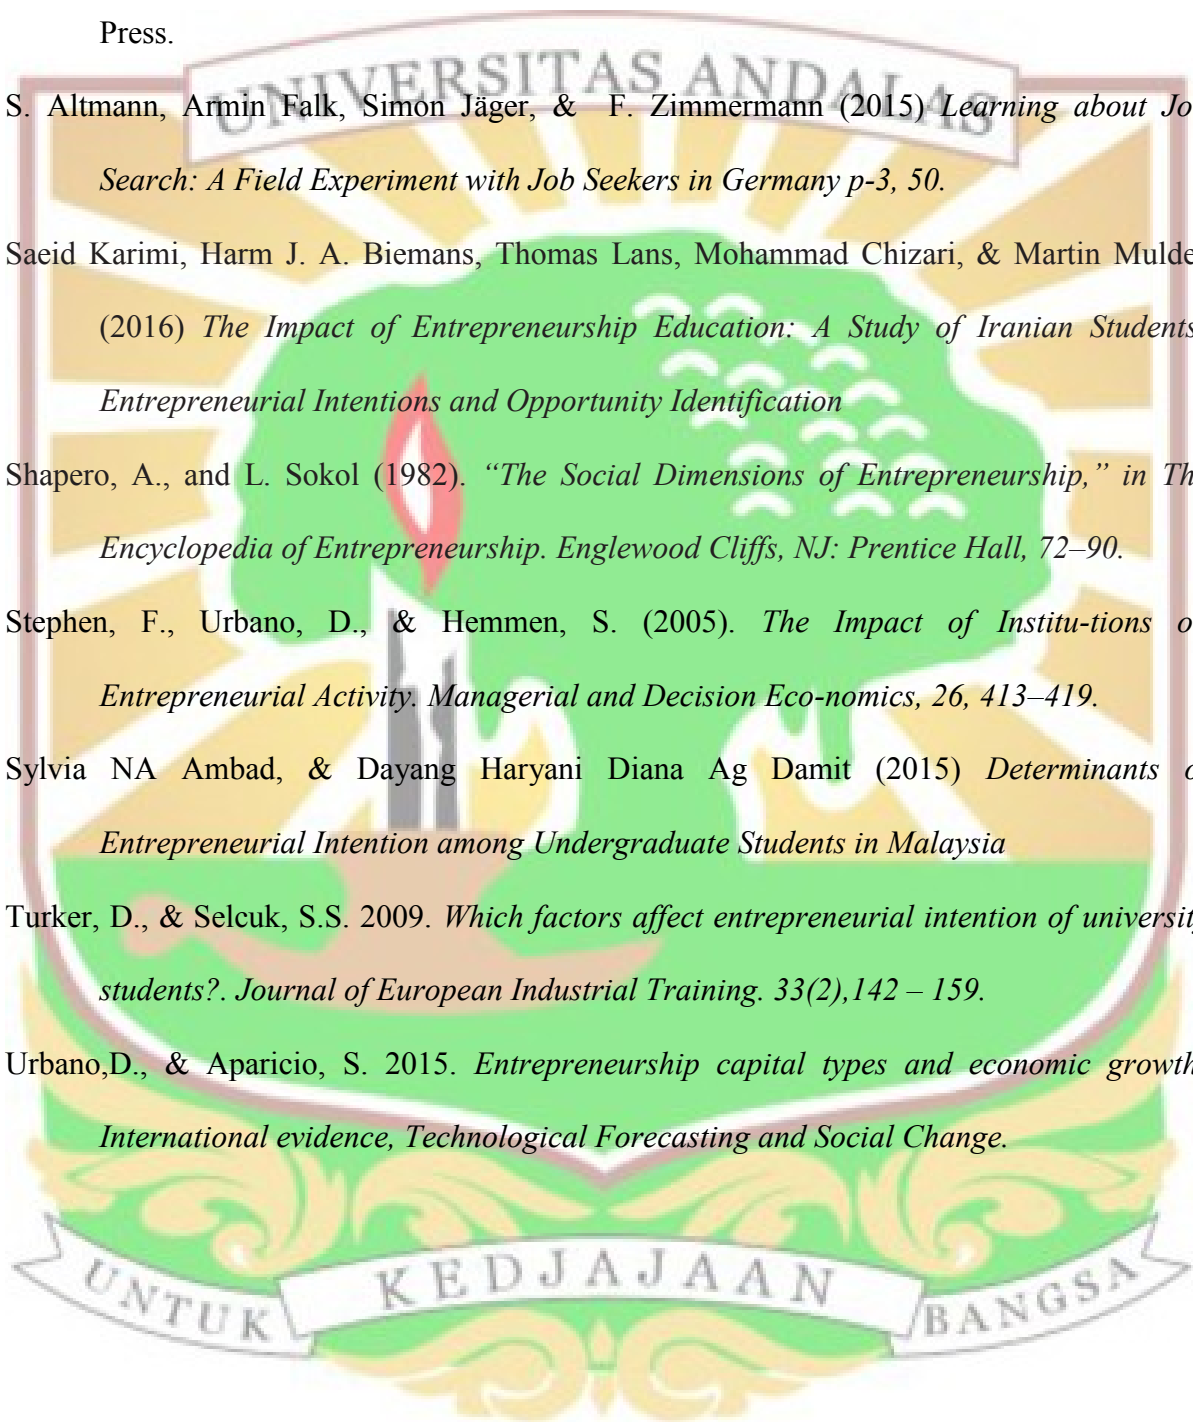 Press.
UNIVERSITAS ANDALAS
S. Altmann, Armin Falk, Simon Jäger, & F. Zimmermann (2015) Learning about Jo
Search: A Field Experiment with Job Seekers in Germany p-3, 50.
Saeid Karimi, Harm J. A. Biemans, Thomas Lans, Mohammad Chizari, & Martin Mulde
(2016) The Impact of Entrepreneurship Education: A Study of Iranian Students
Entrepreneurial Intentions and Opportunity Identification
Shapero, A., and L. Sokol (1982). “The Social Dimensions of Entrepreneurship,” in Th
Encyclopedia of Entrepreneurship. Englewood Cliffs, NJ: Prentice Hall, 72–90.
Stephen, F., Urbano, D., & Hemmen, S. (2005). The Impact of Institu-tions o
Entrepreneurial Activity. Managerial and Decision Eco-nomics, 26, 413–419.
Sylvia NA Ambad, & Dayang Haryani Diana Ag Damit (2015) Determinants o
Entrepreneurial Intention among Undergraduate Students in Malaysia
Turker, D., & Selcuk, S.S. 2009. Which factors affect entrepreneurial intention of university
students?. Journal of European Industrial Training. 33(2),142 – 159.
Urbano,D., & Aparicio, S. 2015. Entrepreneurship capital types and economic growth
International evidence, Technological Forecasting and Social Change.
UNTUK KEDJAJAAN BANGSA